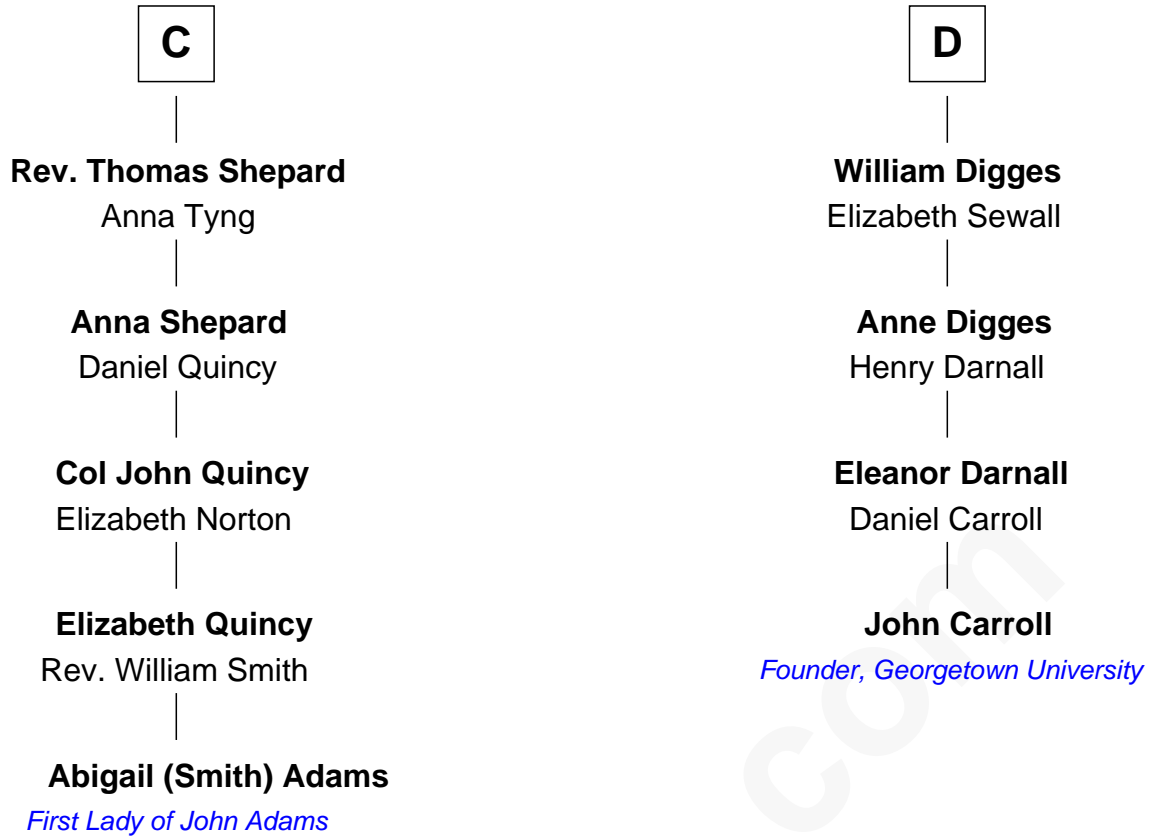 C
Rev. Thomas Shepard
Anna Tyng
Anna Shepard
Daniel Quincy
Col John Quincy
Elizabeth Norton
Elizabeth Quincy
Rev. William Smith
Abigail (Smith) Adams
First Lady of John Adams
D
William Digges
Elizabeth Sewall
Anne Digges
Henry Darnall
Eleanor Darnall
Daniel Carroll
John Carroll
Founder, Georgetown University
com